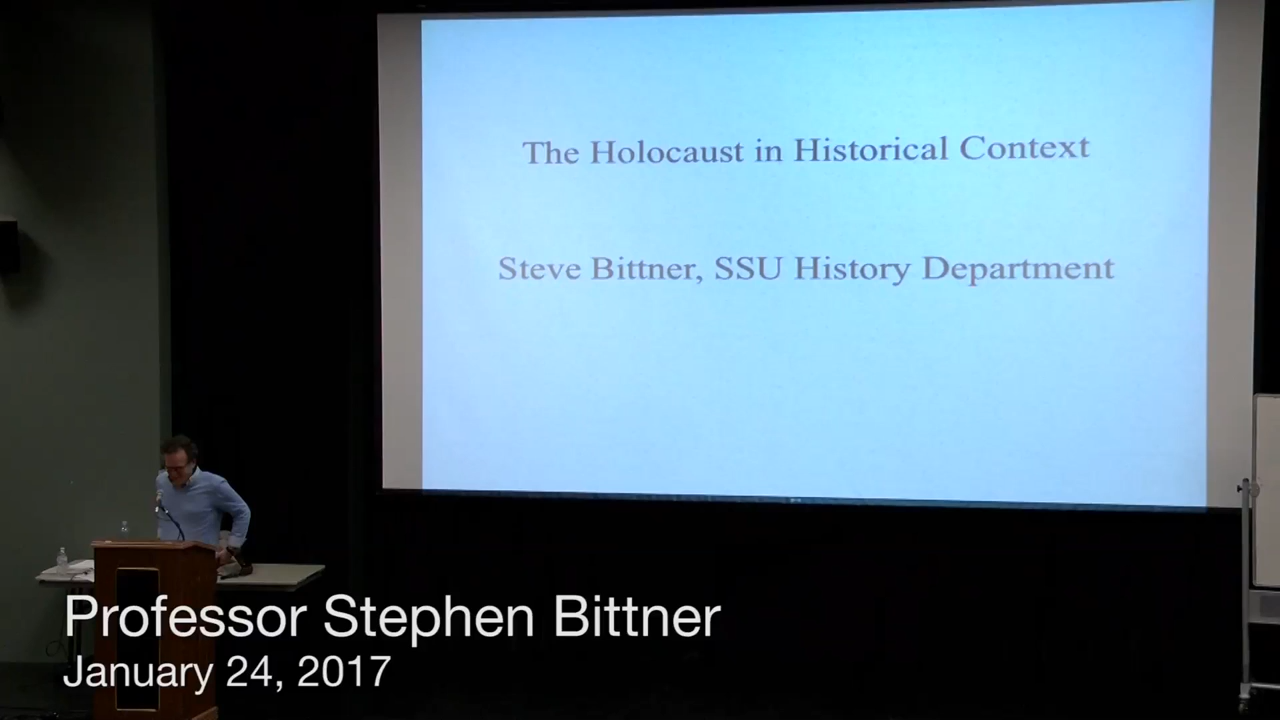 The Holocaust in Historical Context
Steve Bittner, SSU History Department
Professor Stephen Bittner
January 24, 2017